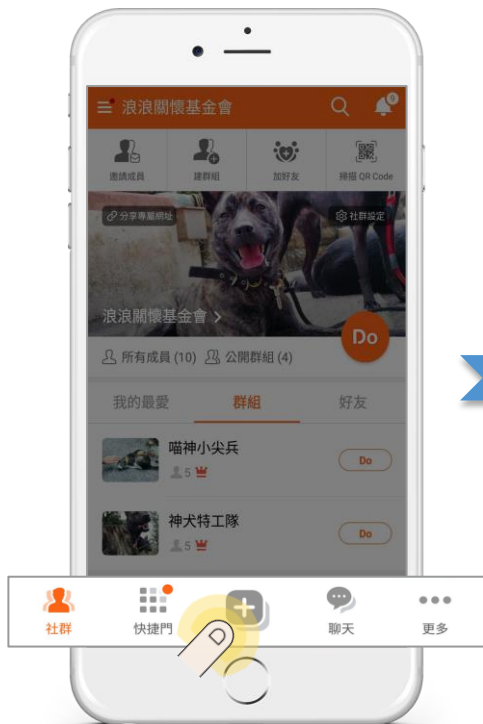 浪浪關懷基金會
9
邀請成員
建群組
加好友
掃描 QR Code
分享專屬網址
社群設定
浪浪關懷基金會 >
Do
所有成員 (10) 公開群組 (4)
我的最愛
群組
好友
喵神小尖兵
5
Do
神犬特工隊
5
Do
社群
快捷門
聊天
更多